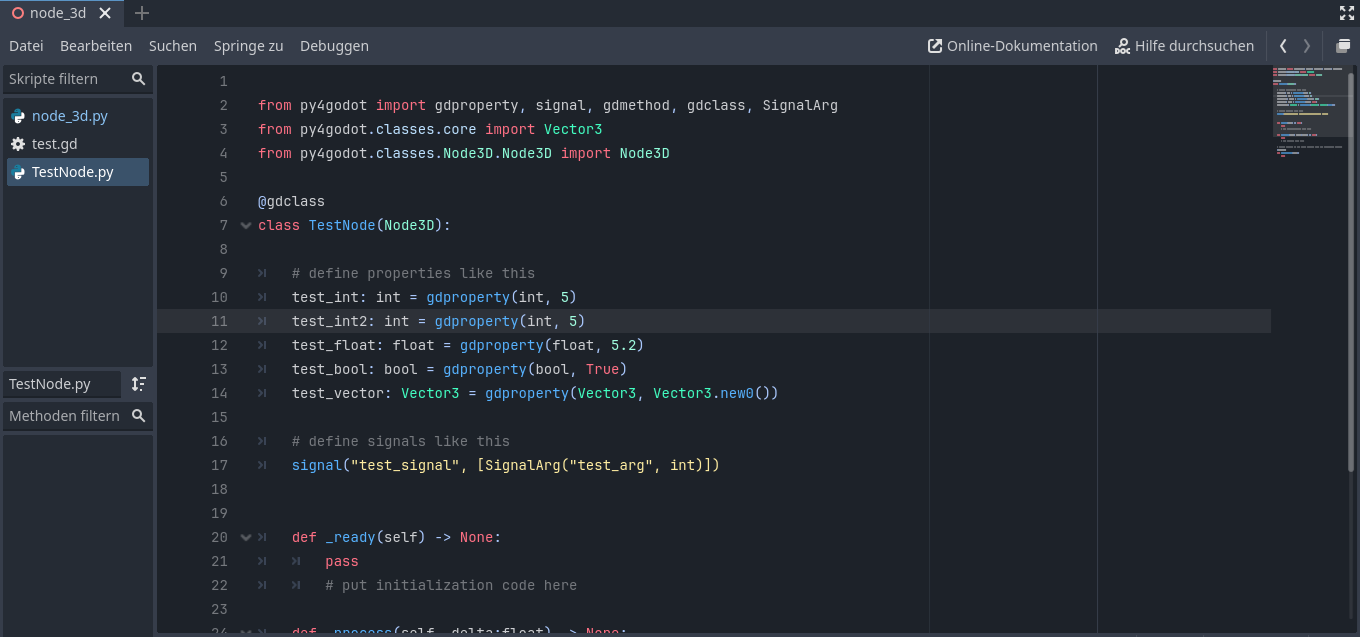 node_3d
Datei Bearbeiten Suchen Springe zu Debuggen Online-Dokumentation Hilfe durchsuchen
Skripte filtern
node_3d.py
test.gd
TestNode.py
TestNode.py
Methoden filtern
1
2 from py4godot import gdproperty, signal, gdmethod, gdclass, SignalArg
3 from py4godot.classes.core import Vector3
4 from py4godot.classes.Node3D.Node3D import Node3D
5
6 @gdclass
7 class TestNode(Node3D):
8
9 # define properties like this
10 test_int: int = gdproperty(int, 5)
11 test_int2: int = gdproperty(int, 5)
12 test_float: float = gdproperty(float, 5.2)
13 test_bool: bool = gdproperty(bool, True)
14 test_vector: Vector3 = gdproperty(Vector3, Vector3.new0())
15
16 # define signals like this
17 signal("test_signal", [SignalArg("test_arg", int)])
18
19
20 def _ready(self) -> None:
21 pass
22 # put initialization code here
23
24 def _process(self, delta:float) -> None: